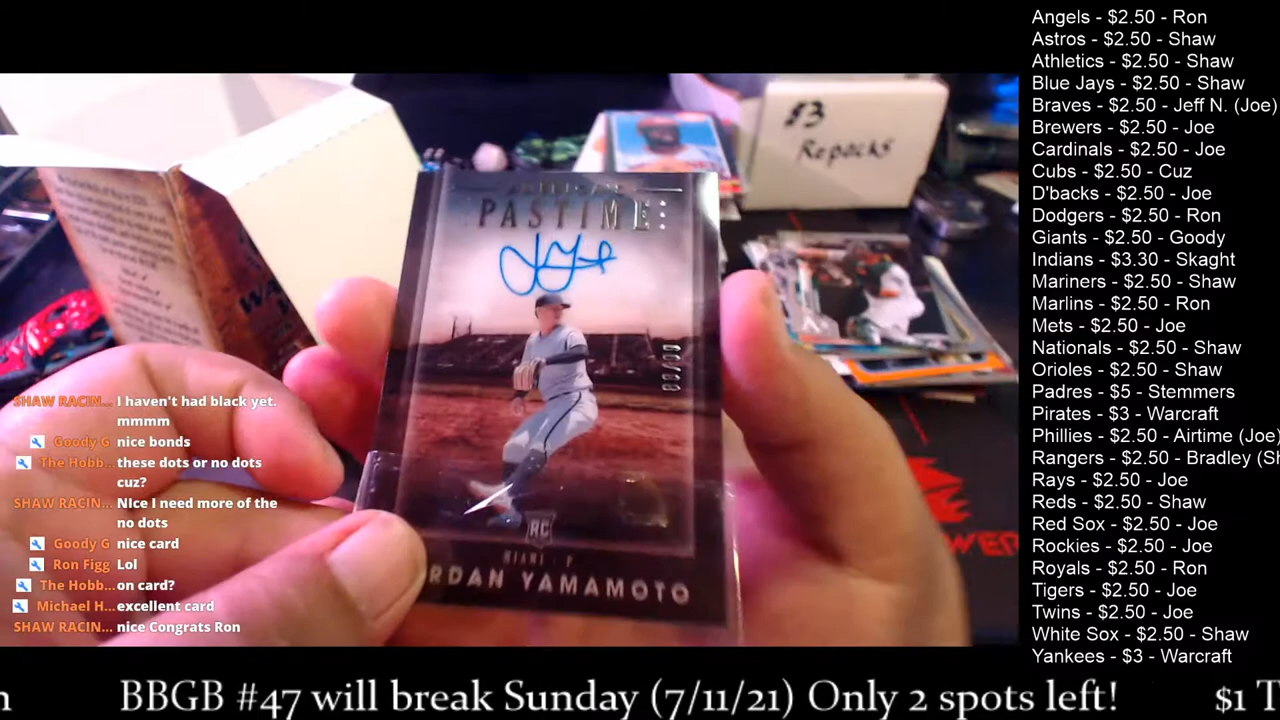 Angels - $2.50 - Ron
Astros - $2.50 - Shaw
Athletics - $2.50 - Shaw
Blue Jays - $2.50 - Shaw
Braves - $2.50 - Jeff N. (Joe)
Brewers - $2.50 - Joe
Cardinals - $2.50 - Joe
Cubs - $2.50 - Cuz
D'backs - $2.50 - Joe
Dodgers - $2.50 - Ron
Giants - $2.50 - Goody
Indians - $3.30 - Skaght
Mariners - $2.50 - Shaw
Marlins - $2.50 - Ron
Mets - $2.50 - Joe
Nationals - $2.50 - Shaw
Orioles - $2.50 - Shaw
Padres - $5 - Stemmers
Pirates - $3 - Warcraft
Phillies - $2.50 - Airtime (Joe)
Rangers - $2.50 - Bradley (Sh
Rays - $2.50 - Joe
Reds - $2.50 - Shaw
Red Sox - $2.50 - Joe
Rockies - $2.50 - Joe
Royals - $2.50 - Ron
Tigers - $2.50 - Joe
Twins - $2.50 - Joe
White Sox - $2.50 - Shaw
Yankees - $3 - Warcraft
$3
Repacks
PASTIME
RC
MIAMI - P
RDAN YAMAMOTO
SHAW RACIN... I haven't had black yet.
mmmm
Goody G nice bonds
The Hobb... these dots or no dots
cuz?
SHAW RACIN... NIce I need more of the
no dots
Goody G nice card
Ron Figg Lol
The Hobb... on card?
Michael H... excellent card
SHAW RACIN... nice Congrats Ron
BBGB #47 will break Sunday (7/11/21) Only 2 spots left!
$1 T